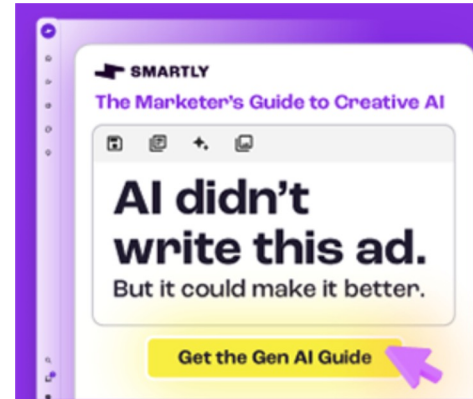 SMARTLY
The Marketer's Guide to Creative AI
AI didn't
write this ad.
But it could make it better.
Get the Gen AI Guide